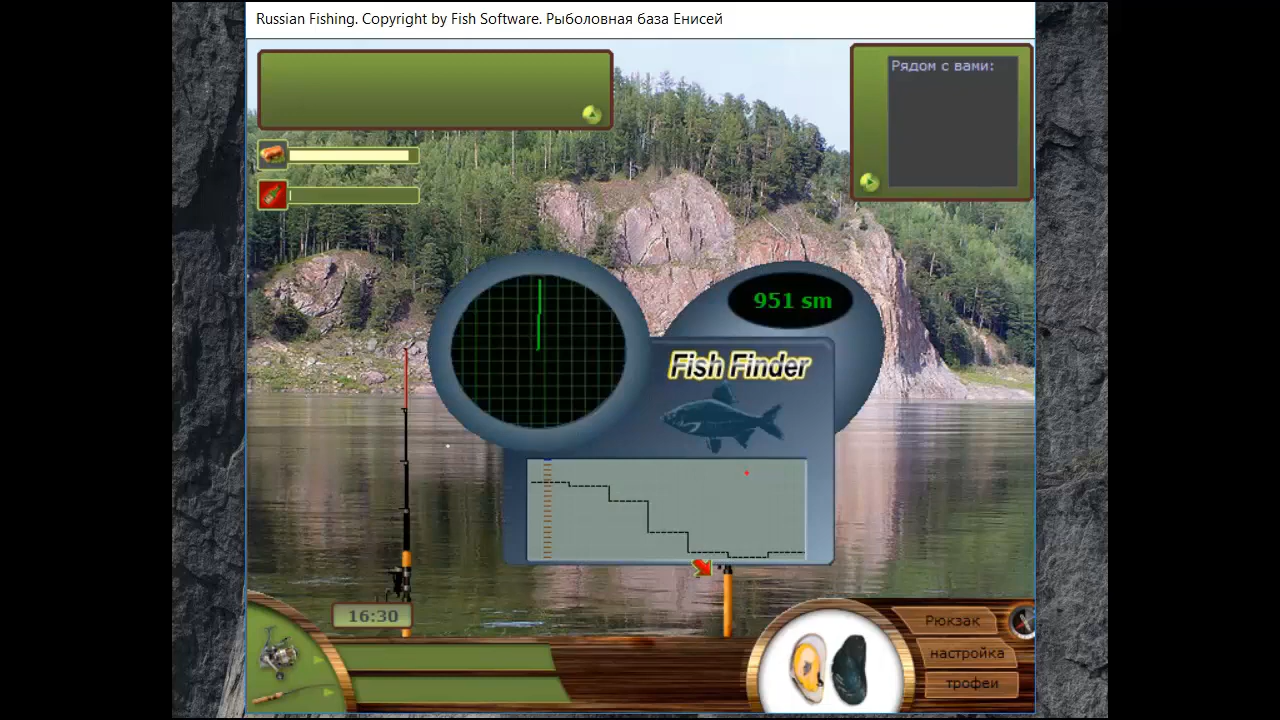 Russian Fishing. Copyright by Fish Software. Рыболовная база Енисей
Рядом с вами:
951 sm
Fish Finder
16:30
Рюкзак
настройка
трофеи